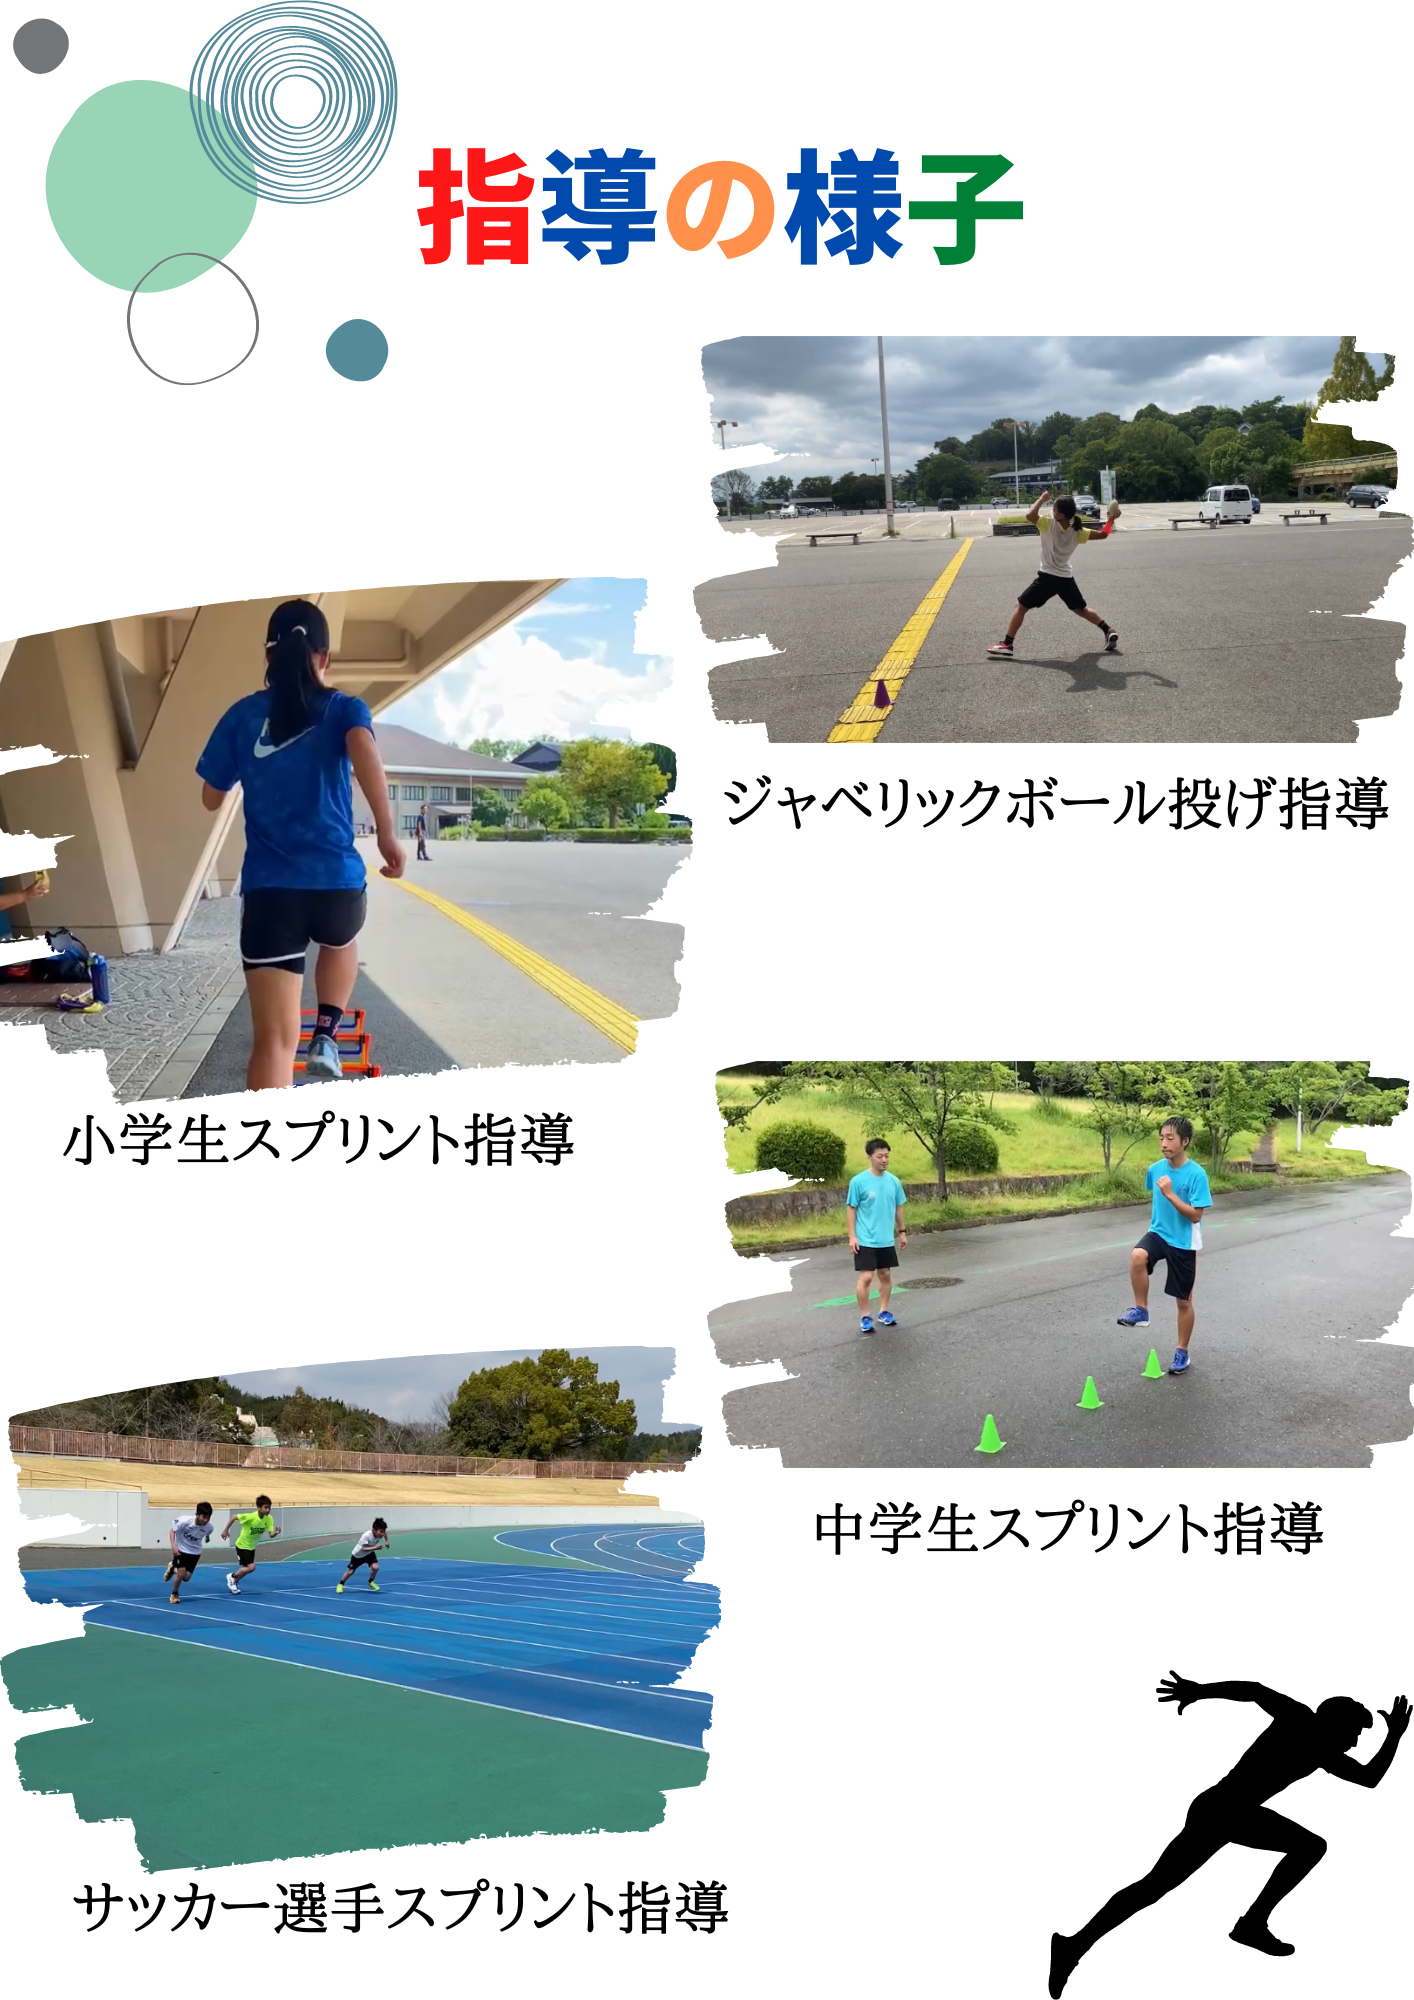 指導の様子
ジャベリックボール投げ指導
小学生スプリント指導
中学生スプリント指導
サッカー選手スプリント指導